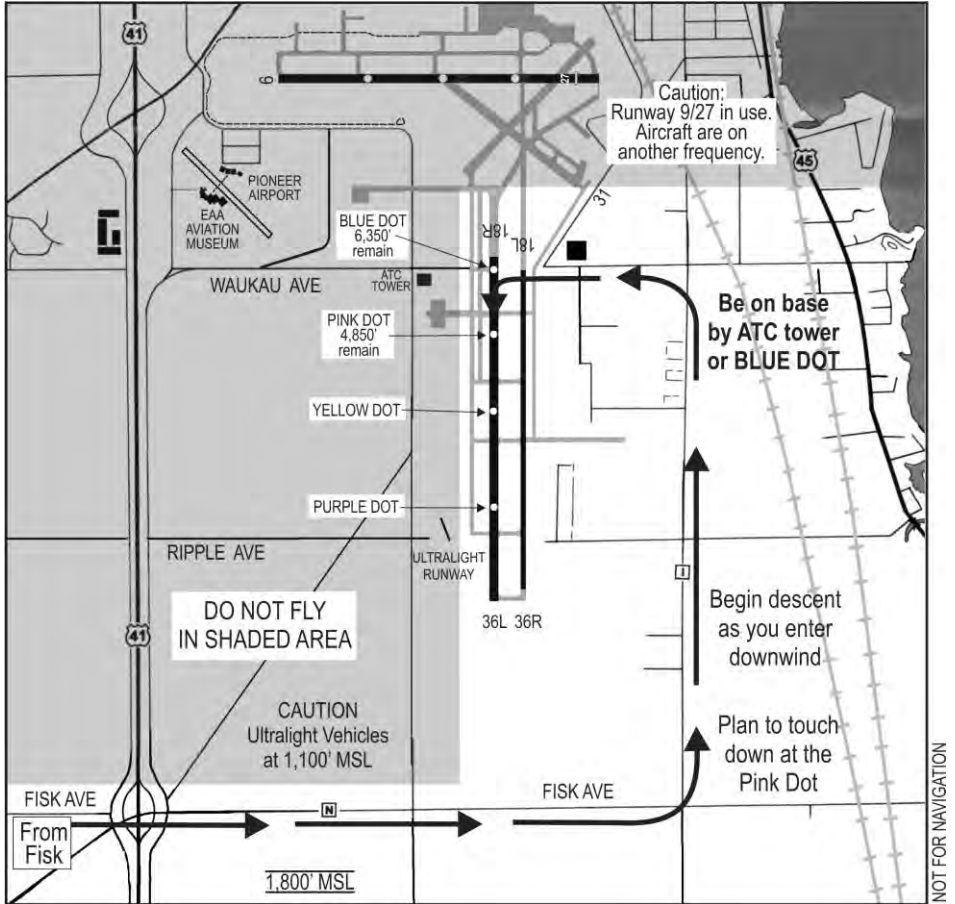 41
45
9
27
Caution:
Runway 9/27 in use.
Aircraft are on
another frequency.
PIONEER
AIRPORT
EAA
AVIATION
MUSEUM
31
BLUE DOT
6,350'
remain
18R
18L
WAUKAU AVE
ATC
TOWER
PINK DOT
4,850'
remain
Be on base
by ATC tower
or BLUE DOT
YELLOW DOT
PURPLE DOT
RIPPLE AVE
ULTRALIGHT
RUNWAY
I
DO NOT FLY
IN SHADED AREA
36L 36R
Begin descent
as you enter
downwind
41
CAUTION
Ultralight Vehicles
at 1,100' MSL
Plan to touch
down at the
Pink Dot
FISK AVE
N
FISK AVE
From
Fisk
1,800' MSL
NOT FOR NAVIGATION